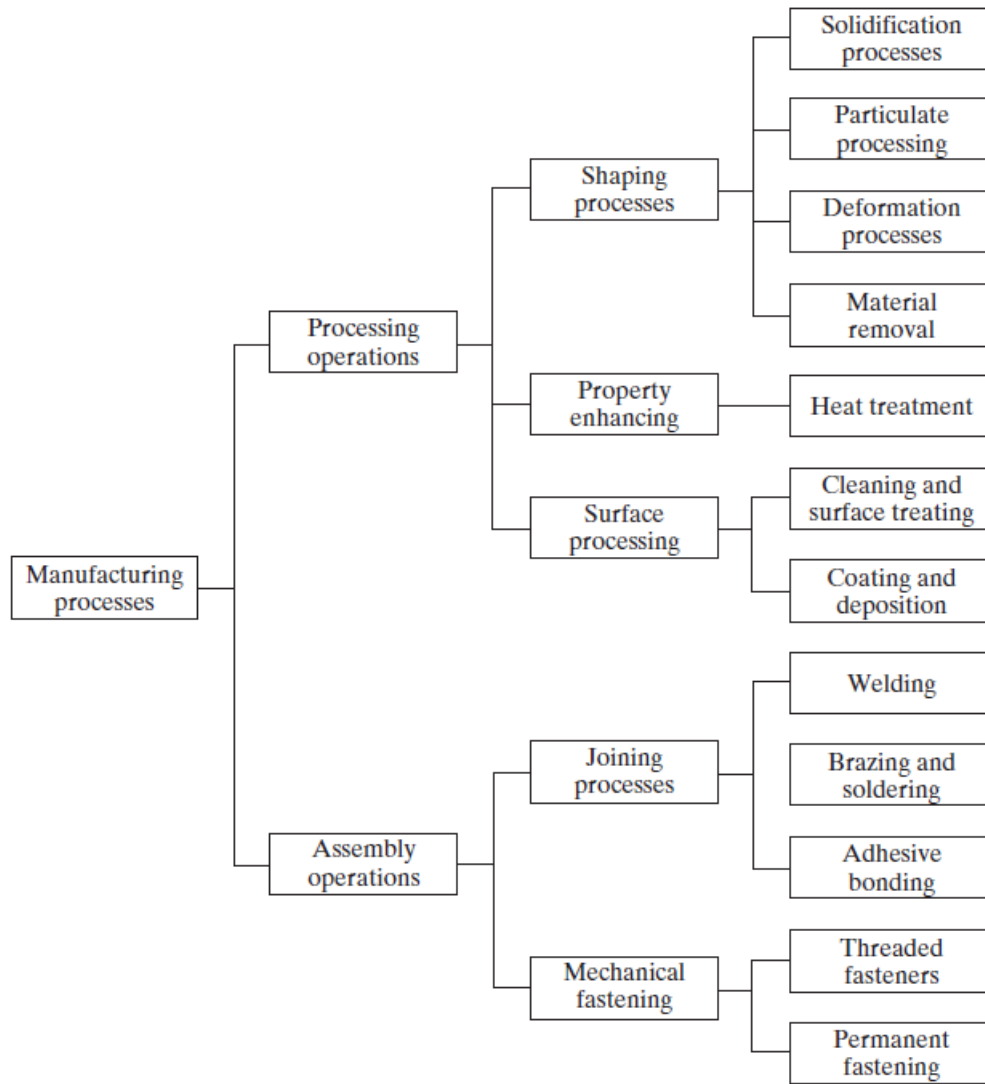 Solidification
processes
Particulate
processing
Shaping
processes
Deformation
processes
Material
removal
Processing
operations
Property
enhancing
Heat treatment
Cleaning and
surface treating
Surface
processing
Manufacturing
processes
Coating and
deposition
Welding
Joining
processes
Brazing and
soldering
Assembly
operations
Adhesive
bonding
Threaded
fasteners
Mechanical
fastening
Permanent
fastening